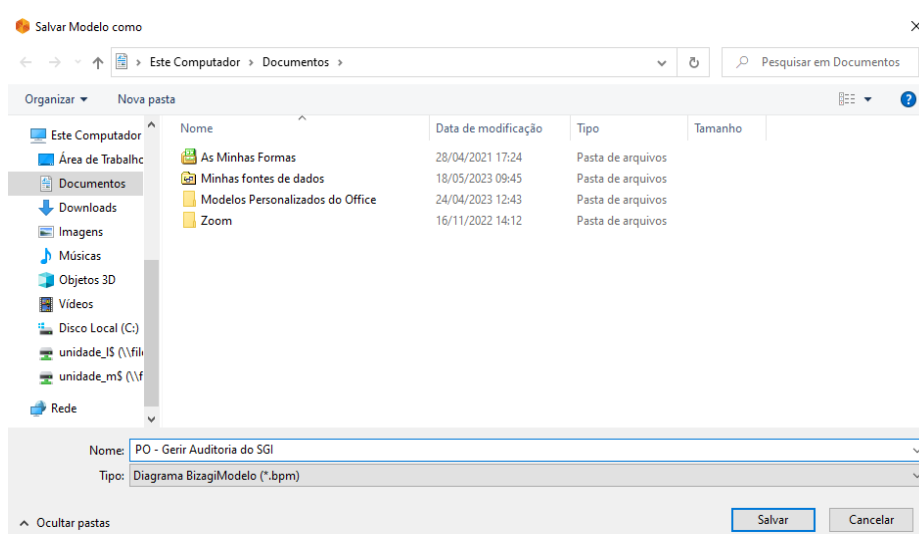 Salvar Modelo como
Este Computador > Documentos >
Pesquisar em Documentos
Organizar
Nova pasta
Nome
Data de modificação
Tipo
Tamanho
Este Computador
Área de Trabalho
Documentos
Downloads
Imagens
Músicas
Objetos 3D
Vídeos
Disco Local (C:)
unidade_l$ (\\fil
unidade_m$ (\\f
Rede
As Minhas Formas 28/04/2021 17:24 Pasta de arquivos
Minhas fontes de dados 18/05/2023 09:45 Pasta de arquivos
Modelos Personalizados do Office 24/04/2023 12:43 Pasta de arquivos
Zoom 16/11/2022 14:12 Pasta de arquivos
Nome: PO - Gerir Auditoria do SGI
Tipo: Diagrama BizagiModelo (*.bpm)
Ocultar pastas
Salvar
Cancelar